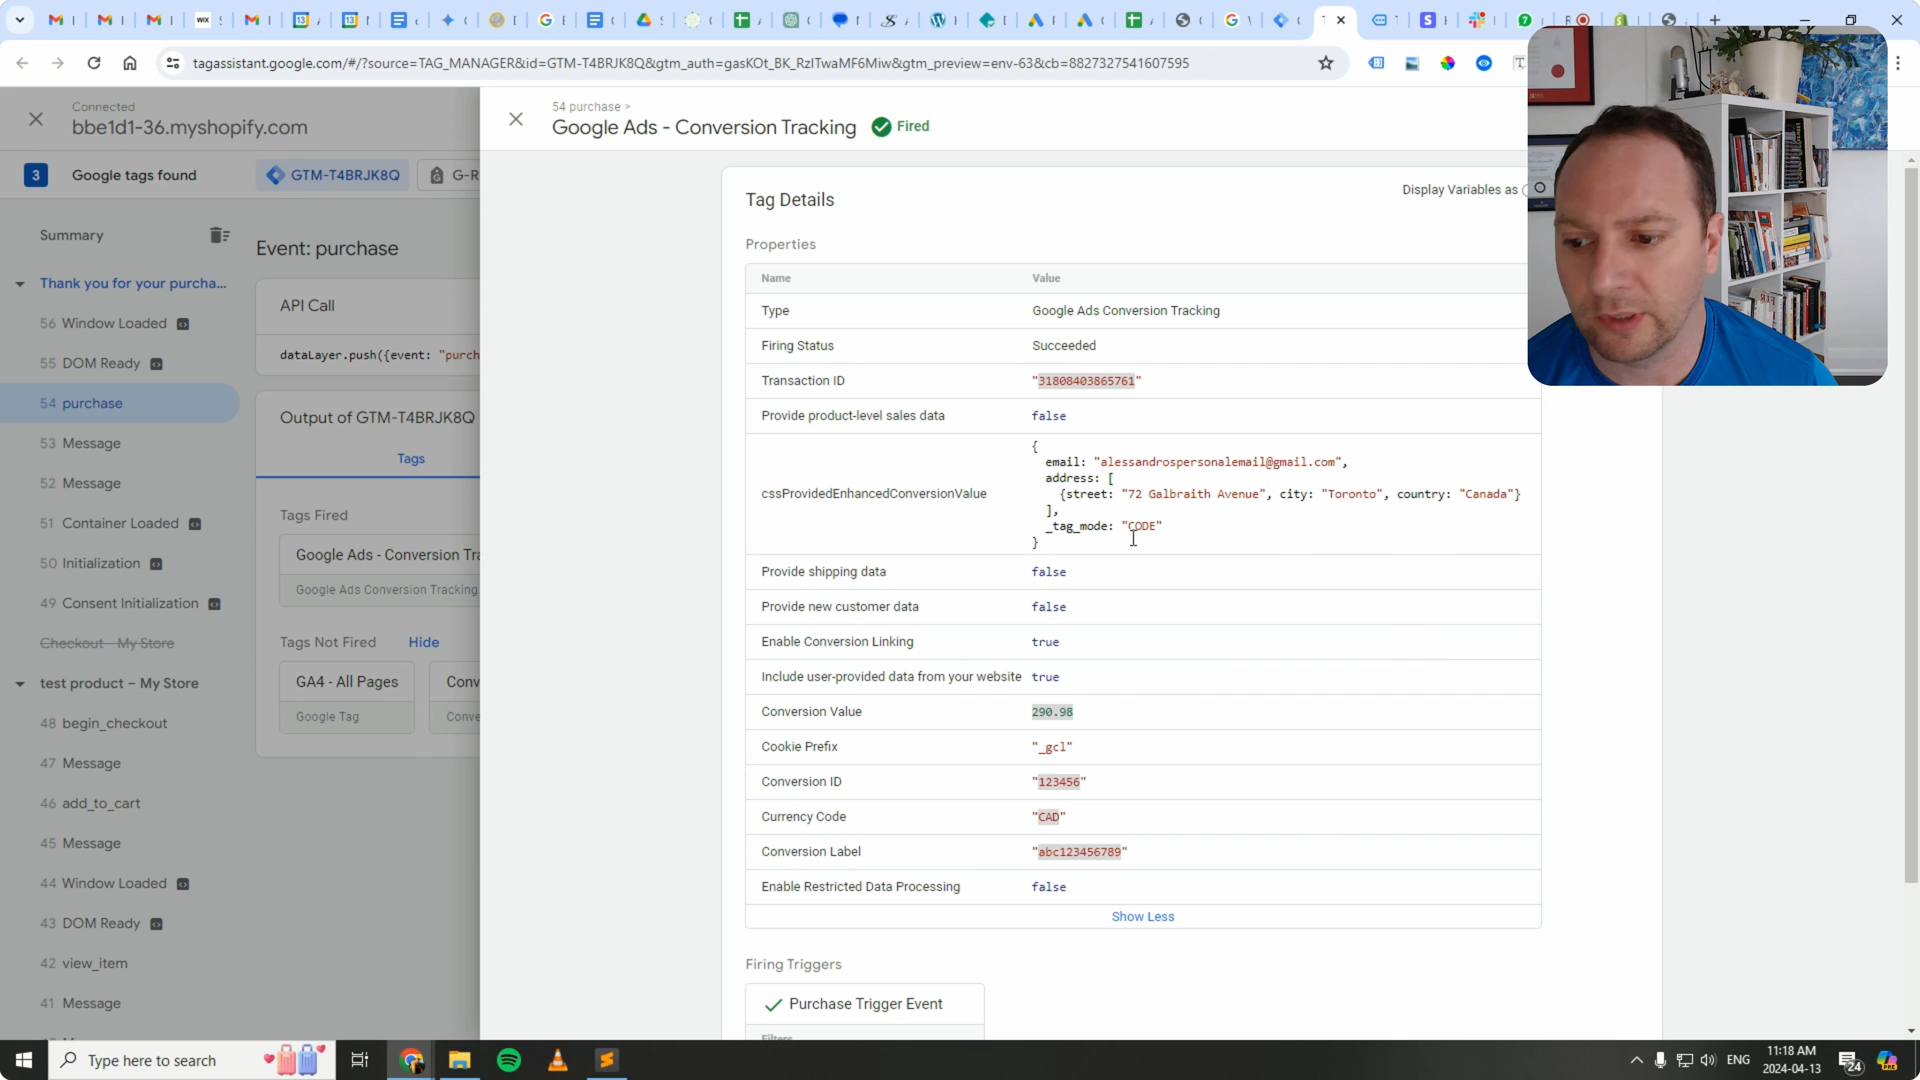 tagassistant.google.com/#/?source=TAG_MANAGER&id=GTM-T4BRJK8Q&gtm_auth=gasKOt_BK_RzITwaMF6Miw&gtm_preview=env-63&cb=8827327541607595
Connected
bbe1d1-36.myshopify.com
3
Google tags found
GTM-T4BRJK8Q
G-R
Summary
Thank you for your purcha...
56 Window Loaded
55 DOM Ready
54 purchase
53 Message
52 Message
51 Container Loaded
50 Initialization
49 Consent Initialization
Checkout - My Store
test product – My Store
48 begin_checkout
47 Message
46 add_to_cart
45 Message
44 Window Loaded
43 DOM Ready
42 view_item
41 Message
Event: purchase
API Call
dataLayer.push({event: "purch
Output of GTM-T4BRJK8Q
Tags
Tags Fired
Google Ads - Conversion Tra
Google Ads Conversion Tracking
Tags Not Fired Hide
GA4 - All Pages
Google Tag
Conv
Conve
54 purchase >
Google Ads - Conversion Tracking
Fired
Tag Details
Display Variables as
Properties
Name Value
Type Google Ads Conversion Tracking
Firing Status Succeeded
Transaction ID "31808403865761"
Provide product-level sales data false
cssProvidedEnhancedConversionValue
{
email: "alessandrospersonalemail@gmail.com",
address: [
{street: "72 Galbraith Avenue", city: "Toronto", country: "Canada"}
],
_tag_mode: "CODE"
}
Provide shipping data false
Provide new customer data false
Enable Conversion Linking true
Include user-provided data from your website true
Conversion Value 290.98
Cookie Prefix "_gcl"
Conversion ID "123456"
Currency Code "CAD"
Conversion Label "abc123456789"
Enable Restricted Data Processing false
Show Less
Firing Triggers
Purchase Trigger Event
Filters
Type here to search
ENG
11:18 AM
2024-04-13
24